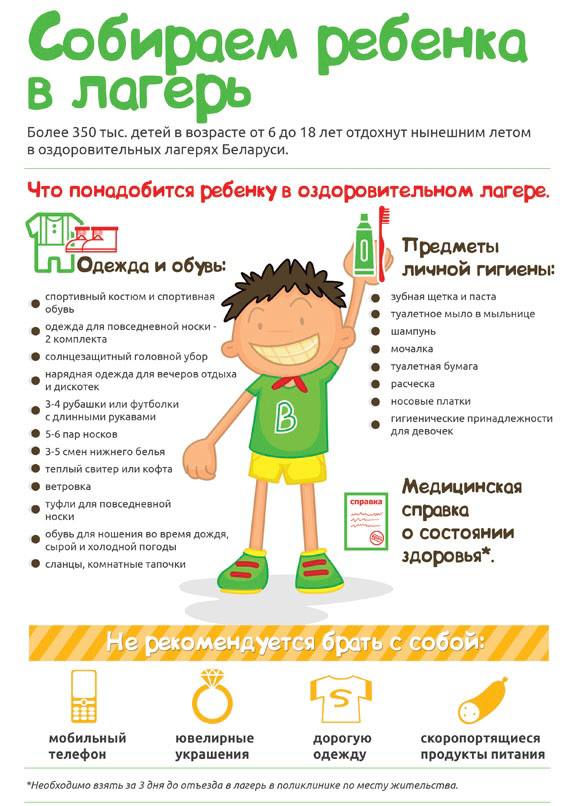 Собираем ребенка
в лагерь
Более 350 тыс. детей в возрасте от 6 до 18 лет отдохнут нынешним летом
в оздоровительных лагерях Беларуси.
Что понадобится ребенку в оздоровительном лагере.
Одежда и обувь:
спортивный костюм и спортивная
обувь
одежда для повседневной носки -
2 комплекта
солнцезащитный головной убор
нарядная одежда для вечеров отдыха
и дискотек
3-4 рубашки или футболки
с длинными рукавами
5-6 пар носков
3-5 смен нижнего белья
теплый свитер или кофта
ветровка
туфли для повседневной
носки
обувь для ношения во время дождя,
сырой и холодной погоды
сланцы, комнатные тапочки
В
Предметы
личной гигиены:
зубная щетка и паста
туалетное мыло в мыльнице
шампунь
мочалка
туалетная бумага
расческа
носовые платки
гигиенические принадлежности
для девочек
справка
Медицинская
справка
о состоянии
здоровья*.
Не рекомендуется брать с собой:
мобильный
телефон
ювелирные
украшения
S
дорогую
одежду
скоропортящиеся
продукты питания
*Необходимо взять за 3 дня до отъезда в лагерь в поликлинике по месту жительства.